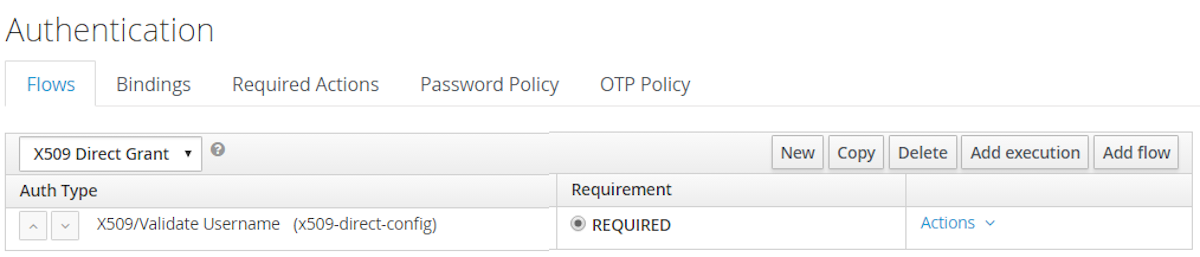 Authentication
Flows Bindings Required Actions Password Policy OTP Policy
X509 Direct Grant New Copy Delete Add execution Add flow
Auth Type Requirement
X509/Validate Username (x509-direct-config) REQUIRED Actions